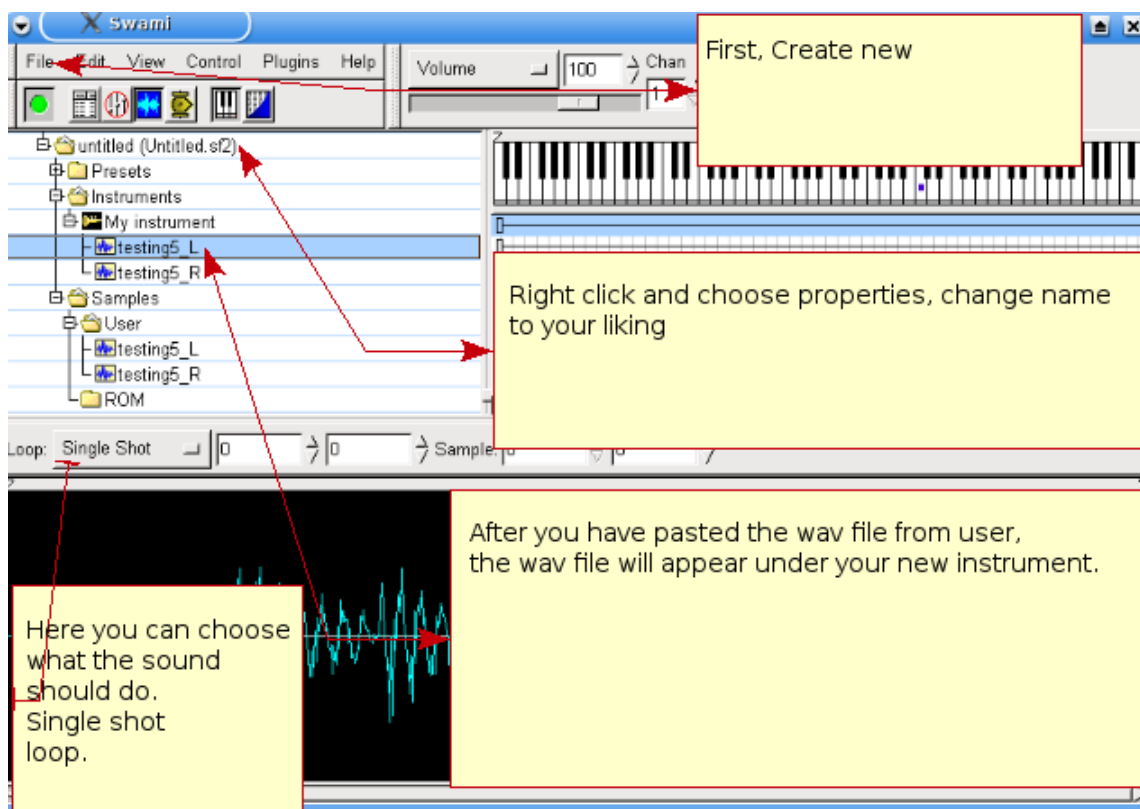 Swami
File Edit View Control Plugins Help
Volume 100 Chan
1
First, Create new
untitled (Untitled.sf2)
Presets
Instruments
My instrument
testing5_L
testing5_R
Samples
User
testing5_L
testing5_R
ROM
Right click and choose properties, change name
to your liking
Loop: Single Shot 0 0 Sample: 0 0
After you have pasted the wav file from user,
the wav file will appear under your new instrument.
Here you can choose
what the sound
should do.
Single shot
loop.